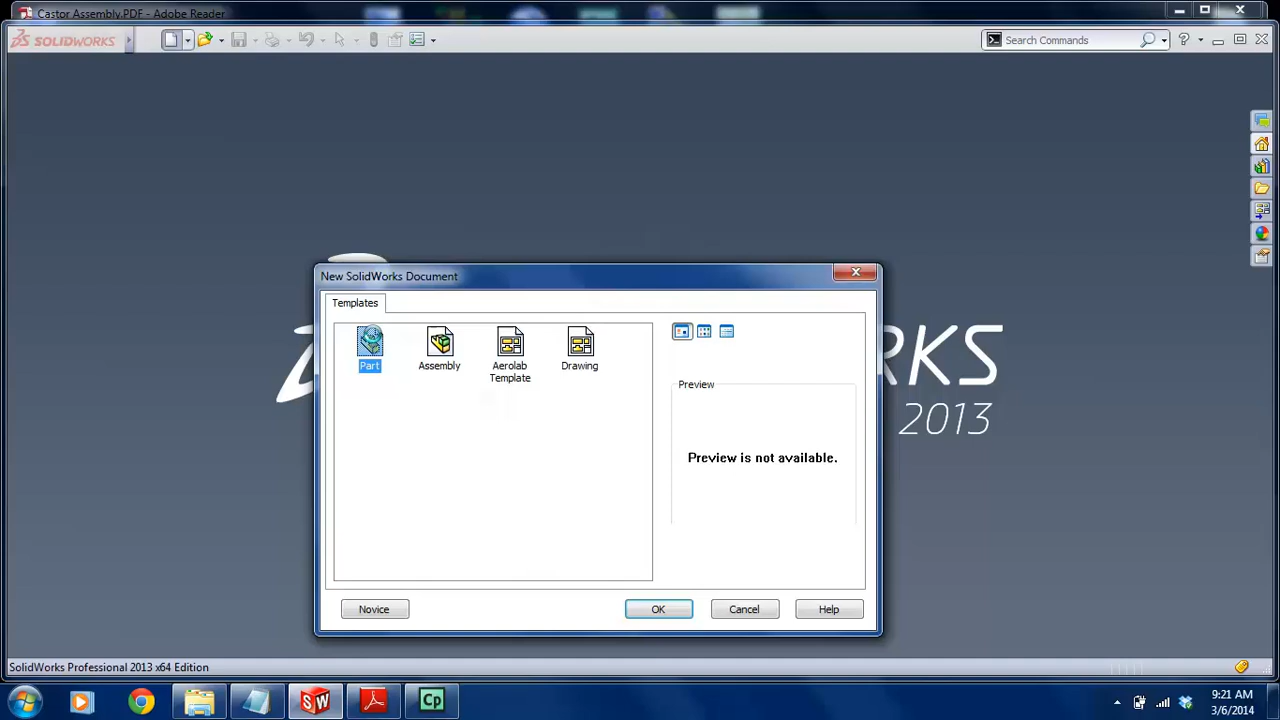 Castor Assembly.PDF - Adobe Reader
SOLIDWORKS
Search Commands
New SolidWorks Document
Templates
Part
Assembly
Aerolab
Template
Drawing
Preview
Preview is not available.
RKS
2013
Novice
OK
Cancel
Help
SolidWorks Professional 2013 x64 Edition
SW
Cp
9:21 AM
3/6/2014